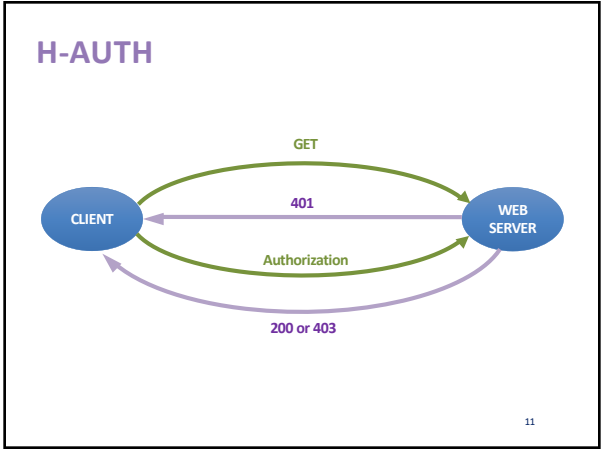 H-AUTH
GET
401
CLIENT
WEB
SERVER
Authorization
200 or 403
11